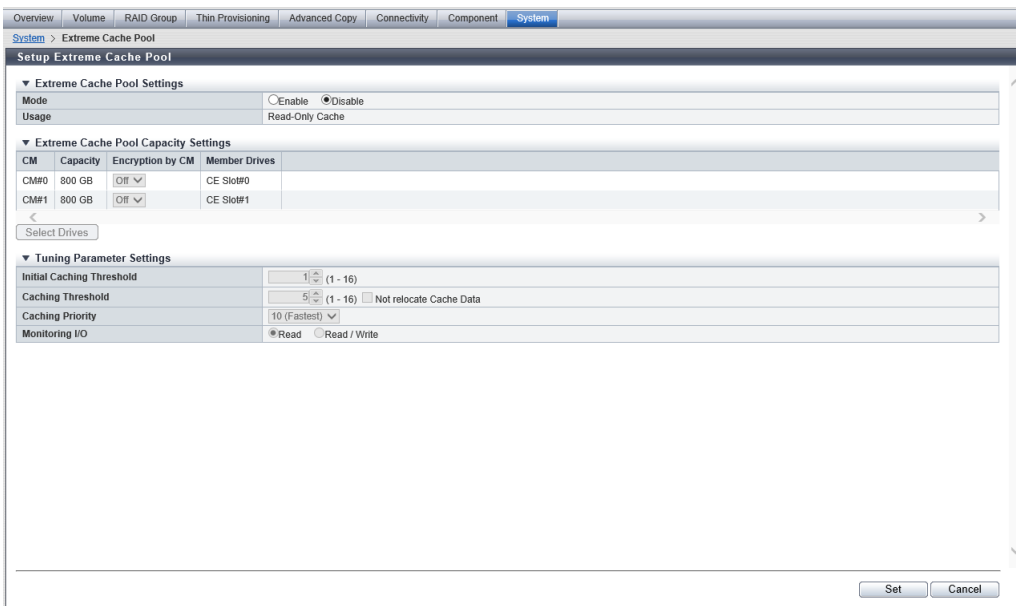 Overview Volume RAID Group Thin Provisioning Advanced Copy Connectivity Component System
System > Extreme Cache Pool
Setup Extreme Cache Pool
▼ Extreme Cache Pool Settings
Mode Enable Disable
Usage Read-Only Cache
▼ Extreme Cache Pool Capacity Settings
CM Capacity Encryption by CM Member Drives
CM#0 800 GB Off CE Slot#0
CM#1 800 GB Off CE Slot#1
Select Drives
▼ Tuning Parameter Settings
Initial Caching Threshold 1 (1 - 16)
Caching Threshold 5 (1 - 16) Not relocate Cache Data
Caching Priority 10 (Fastest)
Monitoring I/O Read Read / Write
Set Cancel